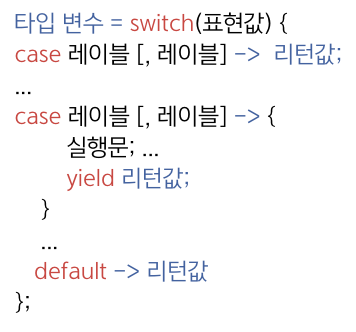 타입 변수 = switch(표현값) {
case 레이블 [, 레이블] -> 리턴값;
...
case 레이블 [, 레이블] -> {
실행문; ...
yield 리턴값;
}
...
default -> 리턴값
};